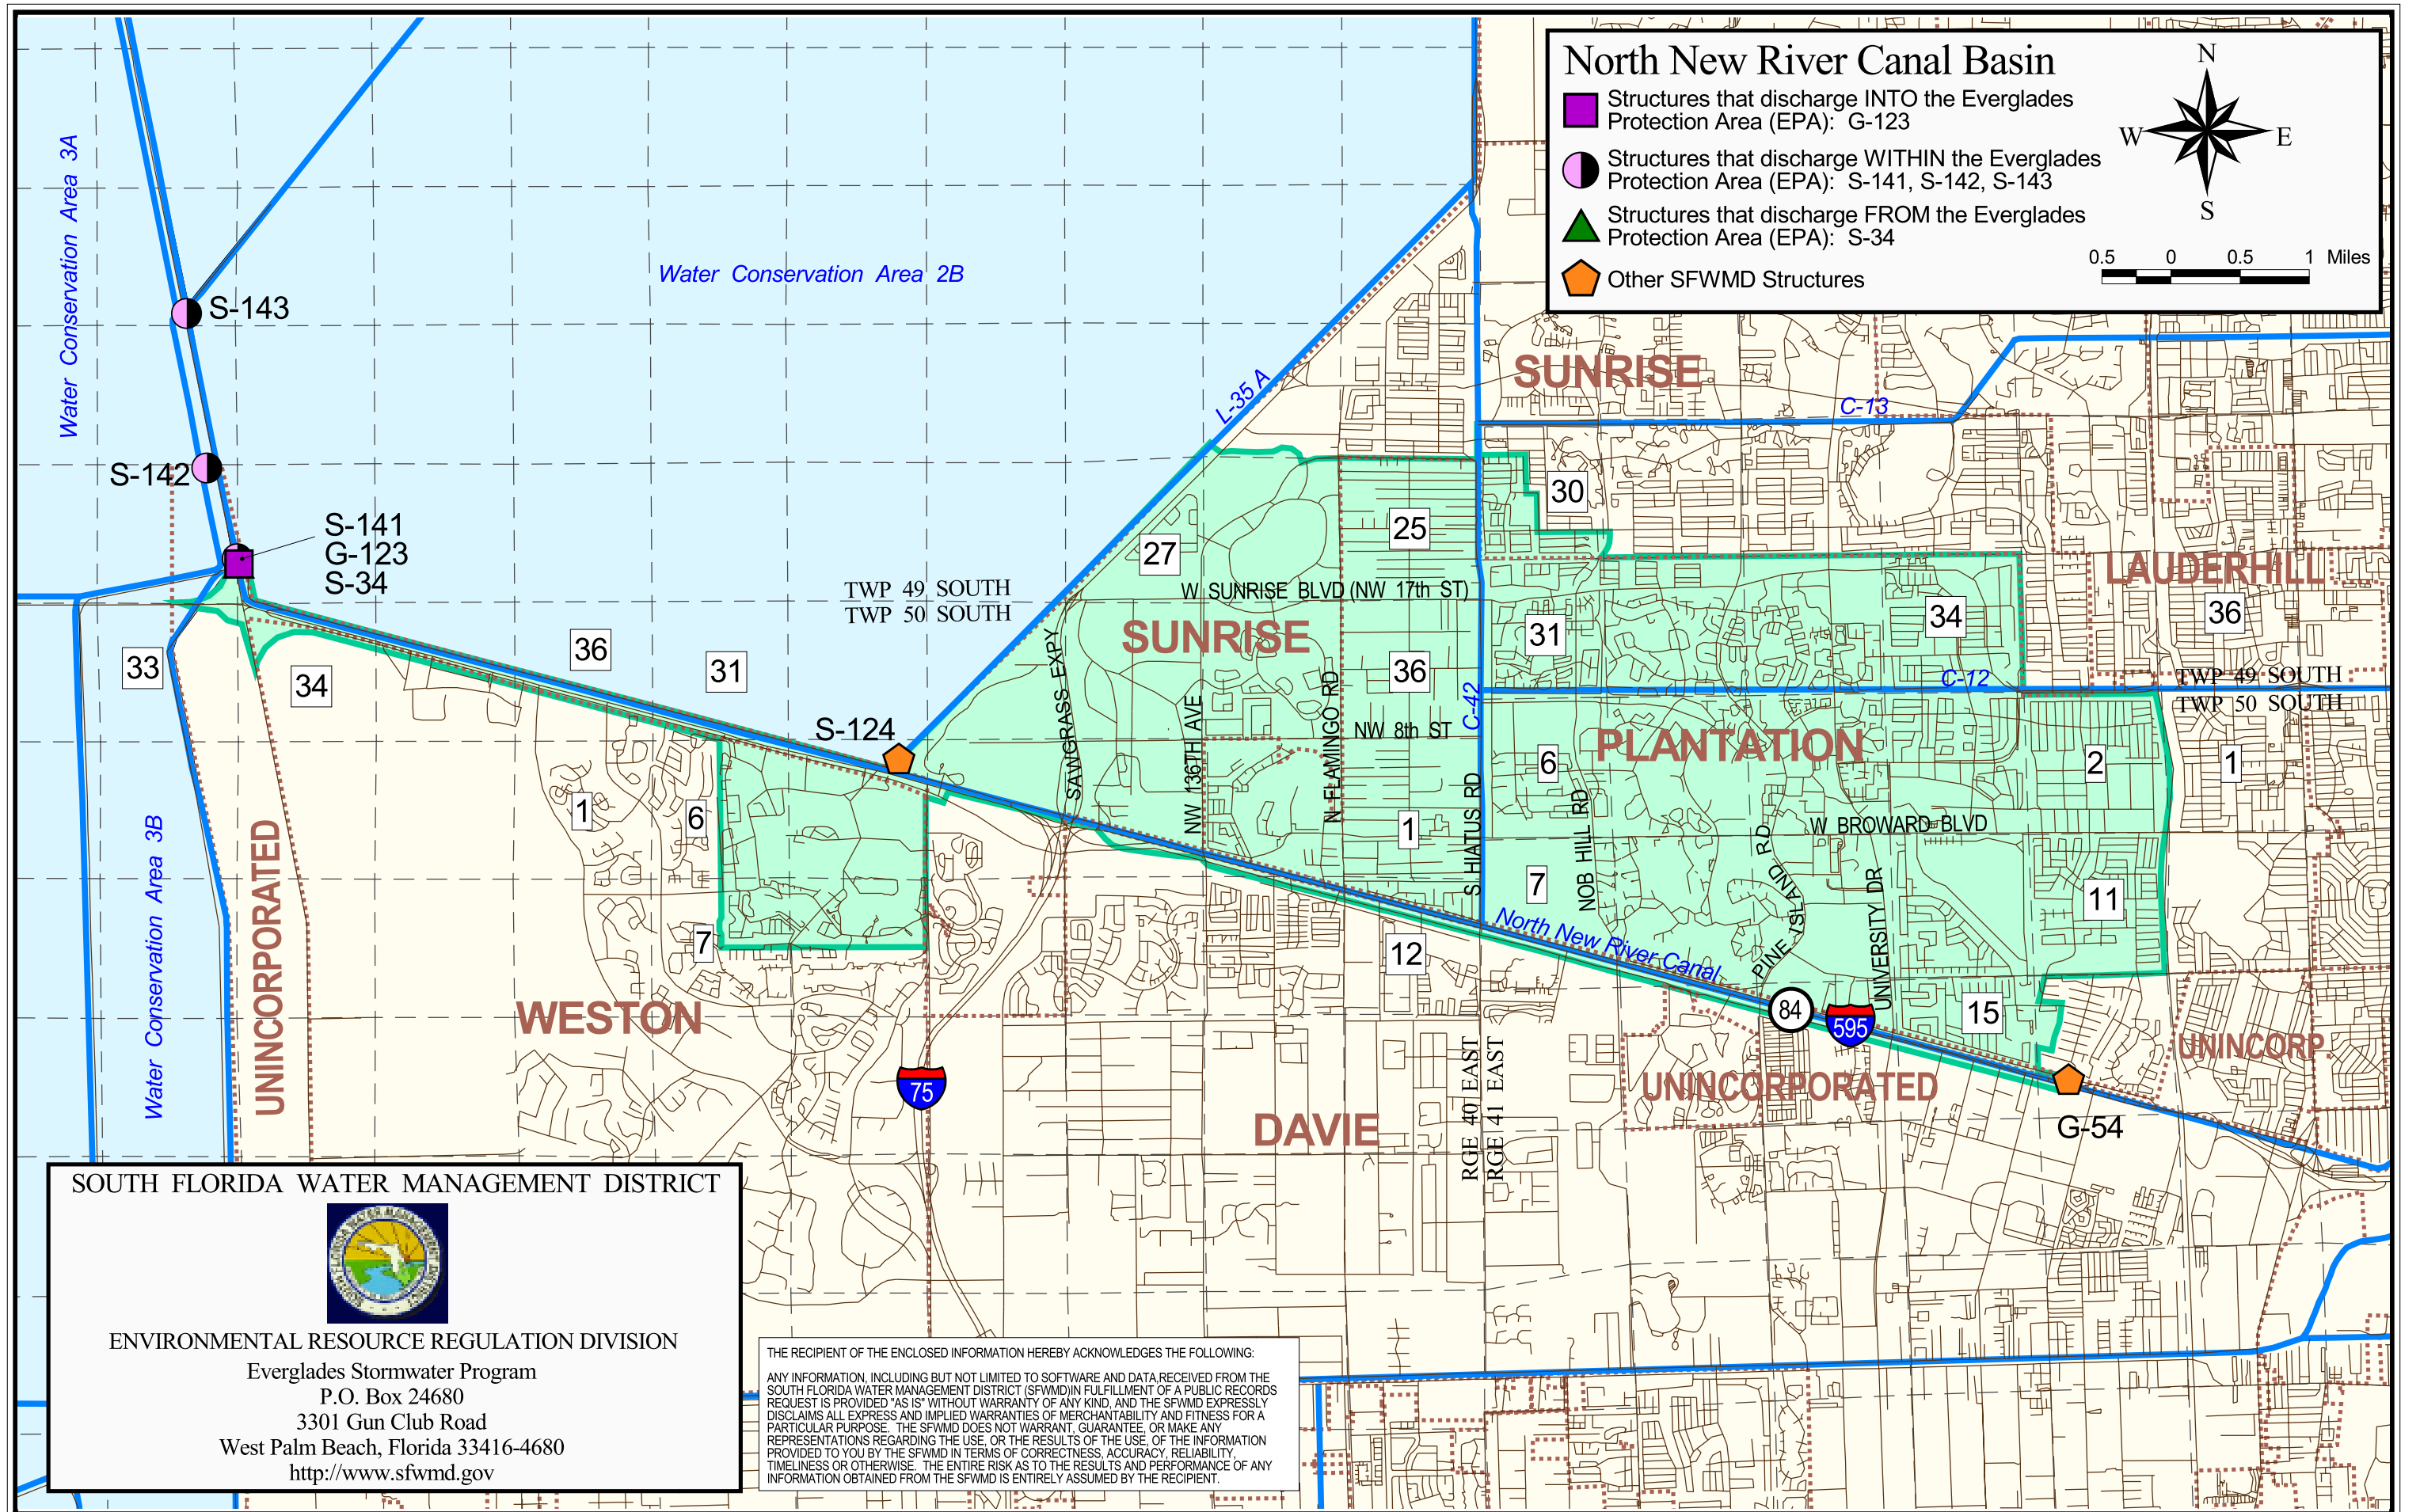 North New River Canal Basin
Structures that discharge INTO the Everglades
Protection Area (EPA): G-123
Structures that discharge WITHIN the Everglades
Protection Area (EPA): S-141, S-142, S-143
Structures that discharge FROM the Everglades
Protection Area (EPA): S-34
Other SFWMD Structures
N
W
E
S
0.5 0 0.5 1 Miles
Water Conservation Area 3A
Water Conservation Area 2B
S-143
L-35 A
SUNRISE
C-13
S-142
S-141
G-123
S-34
30
25
27
LAUDERHILL
TWP 49 SOUTH
TWP 50 SOUTH
W SUNRISE BLVD (NW 17th ST)
SUNRISE
31
34
36
33
34
36
31
36
C-12
TWP 49 SOUTH
TWP 50 SOUTH
S-124
SAWGRASS EXPY
NW 136TH AVE
N FLAMINGO RD
NW 8th ST
C-42
PLANTATION
6
2
1
1
6
1
S HIATUS RD
NOB HILL RD
W BROWARD BLVD
PINE ISLAND RD
UNIVERSITY DR
7
11
7
12
North New River Canal
Water Conservation Area 3B
UNINCORPORATED
WESTON
84
595
15
UNINCORP
UNINCORPORATED
75
DAVIE
RGE 40 EAST
RGE 41 EAST
G-54
SOUTH FLORIDA WATER MANAGEMENT DISTRICT
ENVIRONMENTAL RESOURCE REGULATION DIVISION
Everglades Stormwater Program
P.O. Box 24680
3301 Gun Club Road
West Palm Beach, Florida 33416-4680
http://www.sfwmd.gov
THE RECIPIENT OF THE ENCLOSED INFORMATION HEREBY ACKNOWLEDGES THE FOLLOWING:
ANY INFORMATION, INCLUDING BUT NOT LIMITED TO SOFTWARE AND DATA,RECEIVED FROM THE
SOUTH FLORIDA WATER MANAGEMENT DISTRICT (SFWMD)IN FULFILLMENT OF A PUBLIC RECORDS
REQUEST IS PROVIDED "AS IS" WITHOUT WARRANTY OF ANY KIND, AND THE SFWMD EXPRESSLY
DISCLAIMS ALL EXPRESS AND IMPLIED WARRANTIES OF MERCHANTABILITY AND FITNESS FOR A
PARTICULAR PURPOSE. THE SFWMD DOES NOT WARRANT, GUARANTEE, OR MAKE ANY
REPRESENTATIONS REGARDING THE USE, OR THE RESULTS OF THE USE, OF THE INFORMATION
PROVIDED TO YOU BY THE SFWMD IN TERMS OF CORRECTNESS, ACCURACY, RELIABILITY,
TIMELINESS OR OTHERWISE. THE ENTIRE RISK AS TO THE RESULTS AND PERFORMANCE OF ANY
INFORMATION OBTAINED FROM THE SFWMD IS ENTIRELY ASSUMED BY THE RECIPIENT.